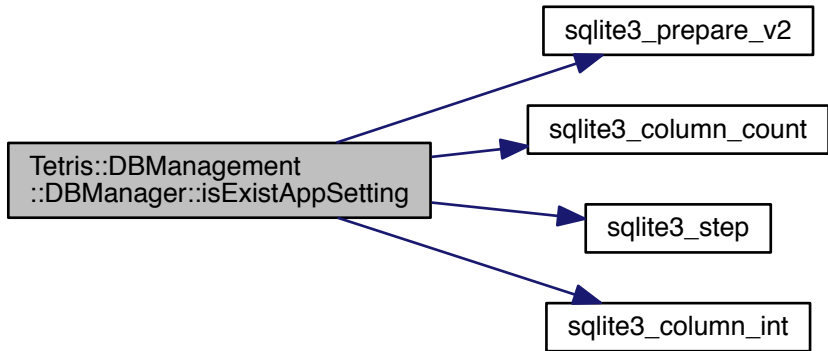 Tetris::DBManagement
::DBManager::isExistAppSetting
sqlite3_prepare_v2
sqlite3_column_count
sqlite3_step
sqlite3_column_int